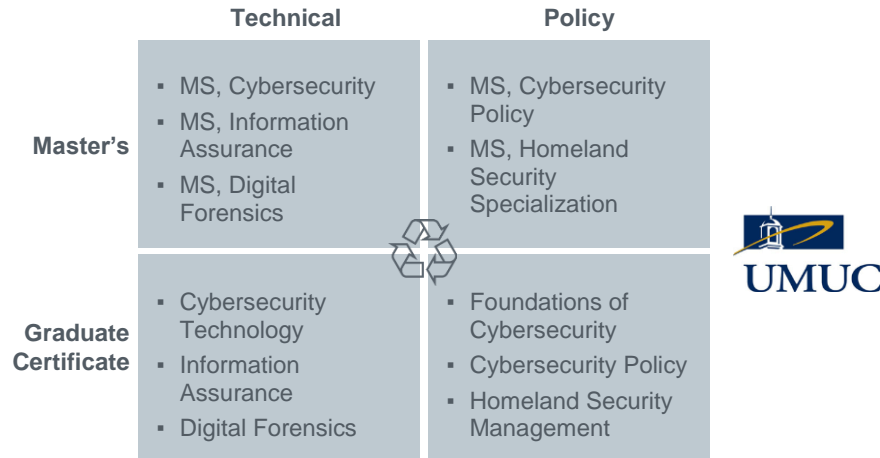 Technical
Policy
Master's
▪ MS, Cybersecurity
▪ MS, Information
Assurance
▪ MS, Digital
Forensics
▪ MS, Cybersecurity
Policy
▪ MS, Homeland
Security
Specialization
Graduate
Certificate
▪ Cybersecurity
Technology
▪ Information
Assurance
▪ Digital Forensics
▪ Foundations of
Cybersecurity
▪ Cybersecurity Policy
▪ Homeland Security
Management
UMUC